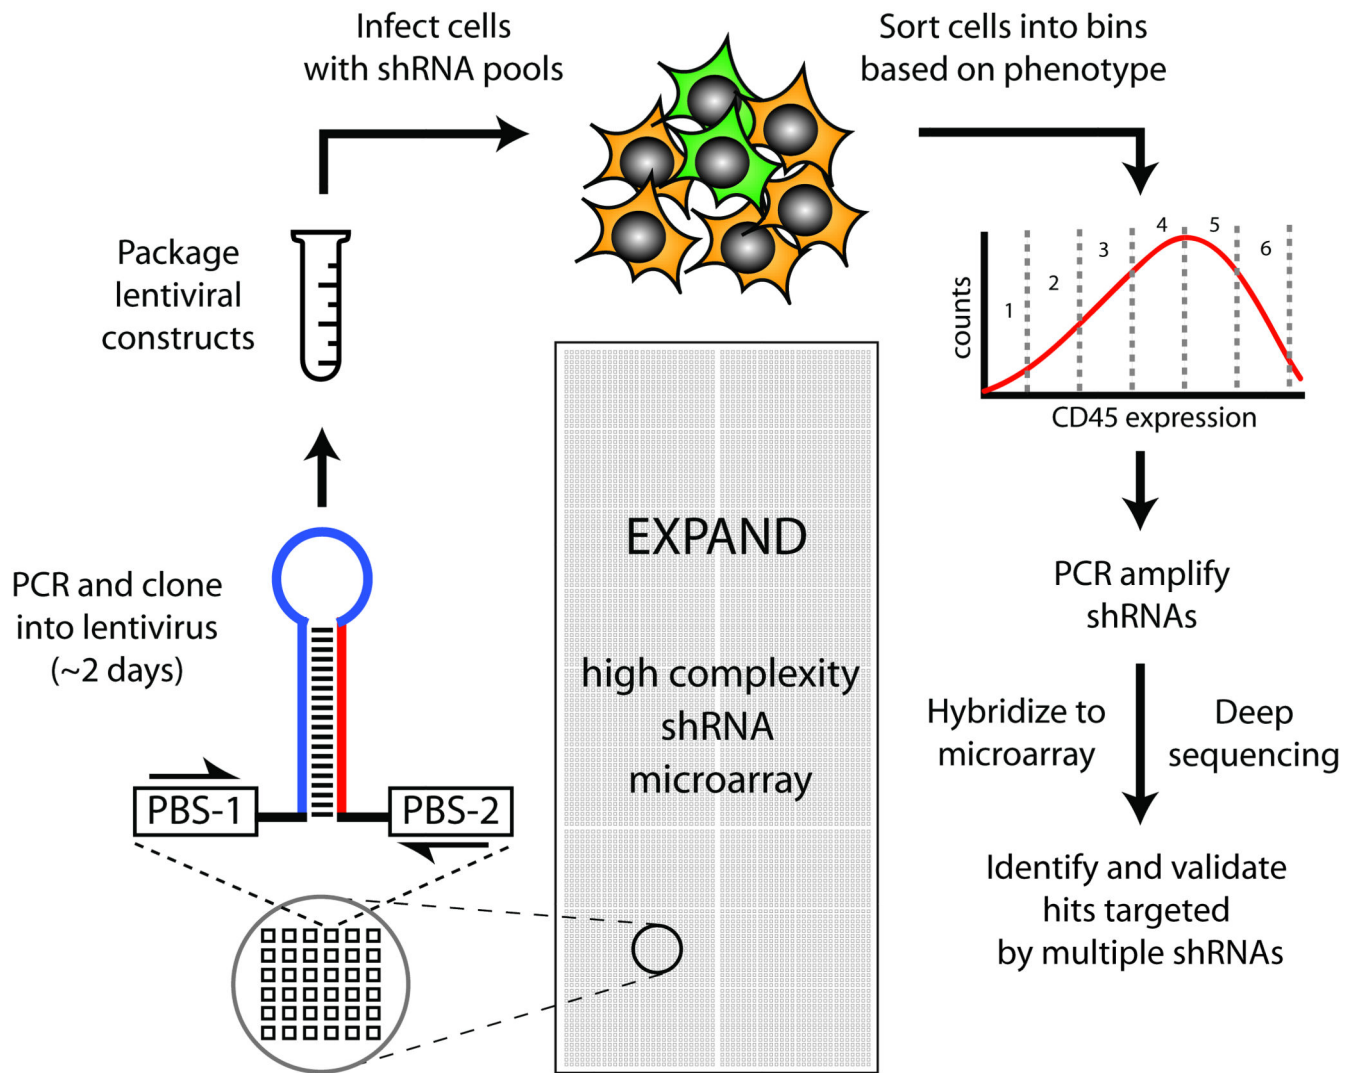 Infect cells
with shRNA pools
Sort cells into bins
based on phenotype
Package
lentiviral
constructs
counts
1
2
3
4
5
6
CD45 expression
PCR and clone
into lentivirus
(~2 days)
PBS-1
PBS-2
EXPAND
high complexity
shRNA
microarray
PCR amplify
shRNAs
Hybridize to
microarray
Deep
sequencing
Identify and validate
hits targeted
by multiple shRNAs